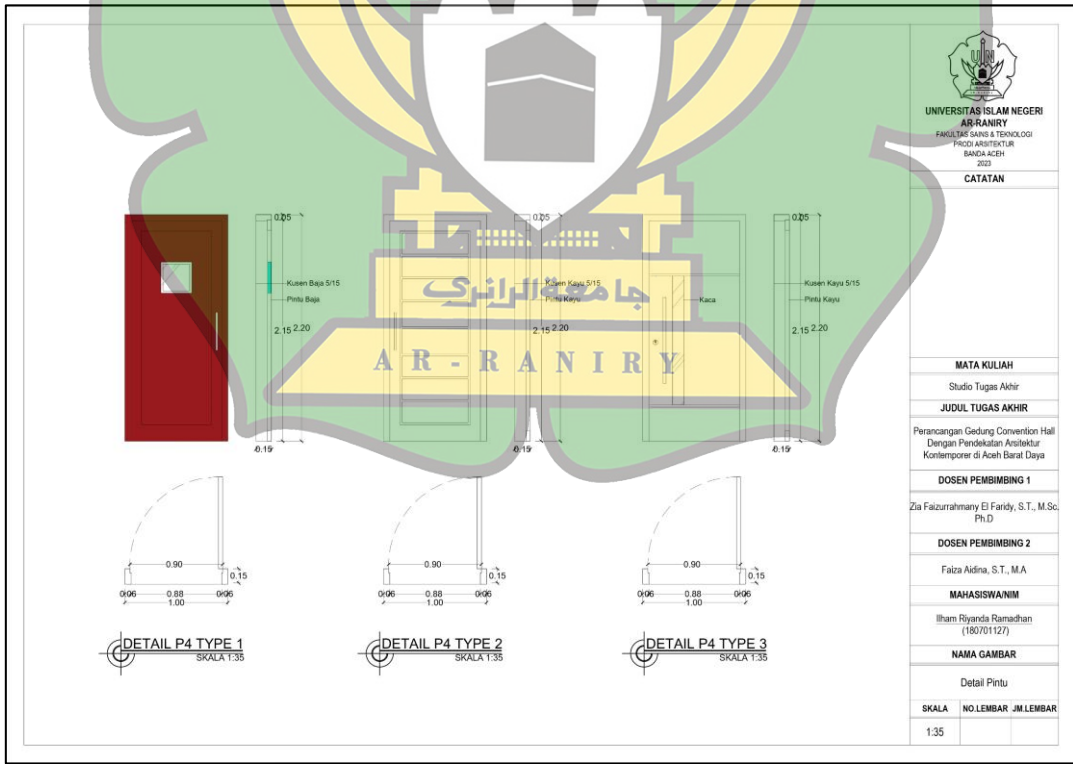 UIN
UNIVERSITAS ISLAM NEGERI
AR-RANIRY
FAKULTAS SAINS & TEKNOLOGI
PRODI ARSITEKTUR
BANDA ACEH
2023
CATATAN
MATA KULIAH
Studio Tugas Akhir
JUDUL TUGAS AKHIR
Perancangan Gedung Convention Hall
Dengan Pendekatan Arsitektur
Kontemporer di Aceh Barat Daya
DOSEN PEMBIMBING 1
Zia Faizurrahmany El Faridy, S.T., M.Sc.
Ph.D
DOSEN PEMBIMBING 2
Faiza Aidina, S.T., M.A
MAHASISWA/NIM
Ilham Riyanda Ramadhan
(180701127)
NAMA GAMBAR
Detail Pintu
SKALA NO.LEMBAR JM.LEMBAR
1:35
0.05
Kusen Baja 5/15
Pintu Baja
2.15 2.20
0.15
0.05
Kusen Kayu 5/15
Pintu Kayu
2.15 2.20
0.15
Kaca
0.05
Kusen Kayu 5/15
Pintu Kayu
2.15 2.20
0.15
جامعة الرانري
AR-RANIRY
0.90
0.15
0.06 0.88 0.06
1.00
DETAIL P4 TYPE 1
SKALA 1:35
0.90
0.15
0.06 0.88 0.06
1.00
DETAIL P4 TYPE 2
SKALA 1:35
0.90
0.15
0.06 0.88 0.06
1.00
DETAIL P4 TYPE 3
SKALA 1:35